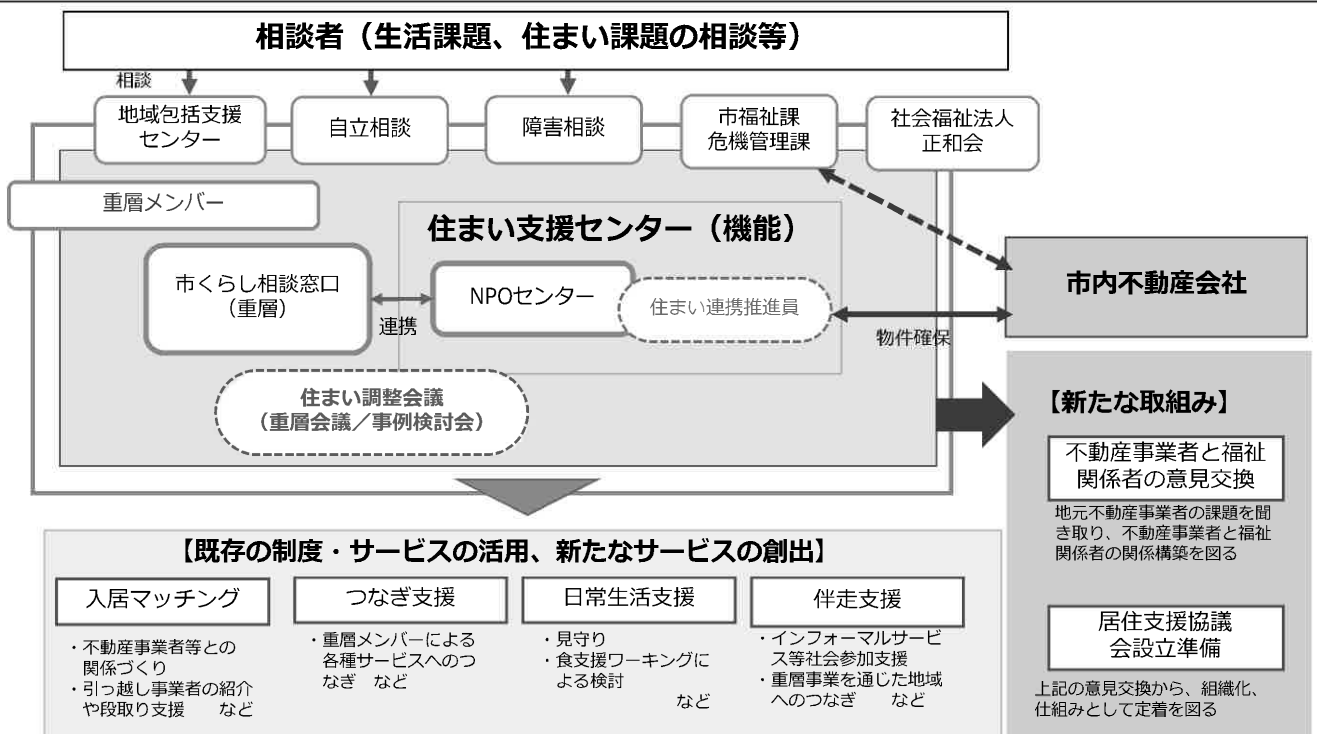 相談者（生活課題、住まい課題の相談等）
相談
地域包括支援
センター
自立相談
障害相談
市福祉課
危機管理課
社会福祉法人
正和会
重層メンバー
住まい支援センター（機能）
市くらし相談窓口
（重層）
連携
NPOセンター
住まい連携推進員
物件確保
市内不動産会社
住まい調整会議
（重層会議／事例検討会）
【新たな取組み】
不動産事業者と福祉
関係者の意見交換
地元不動産事業者の課題を聞
き取り、不動産事業者と福祉
関係者の関係構築を図る
居住支援協議
会設立準備
上記の意見交換から、組織化、
仕組みとして定着を図る
【既存の制度・サービスの活用、新たなサービスの創出】
入居マッチング
・不動産事業者等との
関係づくり
・引っ越し事業者の紹介
や段取り支援　など
つなぎ支援
・重層メンバーによる
各種サービスへのつ
なぎ　など
日常生活支援
・見守り
・食支援ワーキングに
よる検討
など
伴走支援
・インフォーマルサービ
ス等社会参加支援
・重層事業を通じた地域
へのつなぎ　など